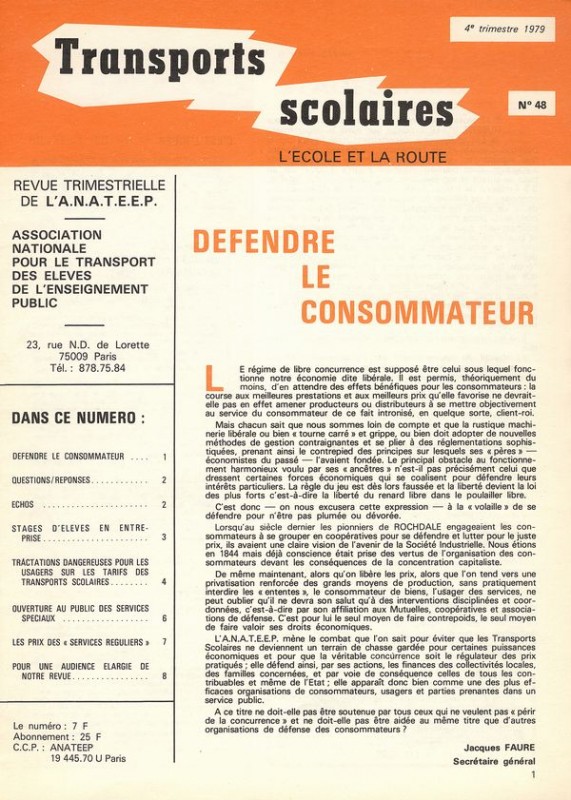 4e trimestre 1979
Transports
scolaires
N° 48
L'ECOLE ET LA ROUTE
REVUE TRIMESTRIELLE
DE L'A.N.A.T.E.E.P.
ASSOCIATION
NATIONALE
POUR LE TRANSPORT
DES ELEVES
DE L'ENSEIGNEMENT
PUBLIC
23, rue N.D. de Lorette
75009 Paris
Tél. : 878.75.84
DANS CE NUMERO :
DEFENDRE LE CONSOMMATEUR .... 1
QUESTIONS/REPONSES............ 2
ECHOS ............ 2
STAGES D'ELEVES EN ENTRE-
PRISE.................. 3
TRACTATIONS DANGEREUSES POUR LES
USAGERS SUR LES TARIFS DES
TRANSPORTS SCOLAIRES........ 4
OUVERTURE AU PUBLIC DES SERVICES
SPECIAUX ................ 6
LES PRIX DES « SERVICES REGULIERS » 7
POUR UNE AUDIENCE ELARGIE DE
NOTRE REVUE................ 8
Le numéro : 7 F
Abonnement : 25 F
C.C.P. : ANATEEP
19 445.70 U Paris
DEFENDRE
LE
CONSOMMATEUR
LE régime de libre concurrence est supposé être celui sous lequel fonc-
tionne notre économie dite libérale. Il est permis, théoriquement du
moins, d'en attendre des effets bénéfiques pour les consommateurs : la
course aux meilleures prestations et aux meilleurs prix qu'elle favorise ne devrait-
elle pas en effet amener producteurs ou distributeurs à se mettre objectivement
au service du consommateur de ce fait intronisé, en quelque sorte, client-roi.
Mais chacun sait que nous sommes loin de compte et que la rustique machi-
nerie libérale ou bien « tourne carré » et grippe, ou bien doit adopter de nouvelles
méthodes de gestion contraignantes et se plier à des réglementations sophis-
tiquées, prenant ainsi le contrepied des principes sur lesquels ses « pères » —
économistes du passé — l'avaient fondée. Le principal obstacle au fonctionne-
ment harmonieux voulu par ses « ancêtres » n'est-il pas précisément celui que
dressent certaines forces économiques qui se coalisent pour défendre leurs
intérêts particuliers. La règle du jeu est dès lors faussée et la liberté devient la loi
des plus forts c'est-à-dire la liberté du renard libre dans le poulailler libre.
C'est donc — on nous excusera cette expression — à la « volaille » de se
défendre pour n'être pas plumée ou dévorée.
Lorsqu'au siècle dernier les pionniers de ROCHDALE engageaient les con-
sommateurs à se grouper en coopératives pour se défendre et lutter pour le juste
prix, ils avaient une claire vision de l'avenir de la Société Industrielle. Nous étions
en 1844 mais déjà conscience était prise des vertus de l'organisation des con-
sommateurs devant les conséquences de la concentration capitaliste.
De même maintenant, alors qu'on libère les prix, alors que l'on tend vers une
privatisation renforcée des grands moyens de production, sans pratiquement
interdire les « ententes », le consommateur de biens, l'usager des services, ne
peut oublier qu'il ne devra son salut qu'à des interventions disciplinées et coor-
données, c'est-à-dire par son affiliation aux Mutuelles, coopératives et associa-
tions de défense. C'est pour lui le seul moyen de faire contrepoids, le seul moyen
de faire valoir ses droits économiques.
L'A.N.A.T.E.E.P. mène le combat que l'on sait pour éviter que les Transports
Scolaires ne deviennent un terrain de chasse gardée pour certaines puissances
économiques et pour que la véritable concurrence soit le régulateur des prix
pratiqués ; elle défend ainsi, par ses actions, les finances des collectivités locales,
des familles concernées, et par voie de conséquence celles de tous les con-
tribuables et même de l'Etat ; elle apparaît donc bien comme une des plus ef-
ficaces organisations de consommateurs, usagers et parties prenantes dans un
service public.
A ce titre ne doit-elle pas être soutenue par tous ceux qui ne veulent pas « périr
de la concurrence » et ne doit-elle pas être aidée au même titre que d'autres
organisations de défense des consommateurs ?
Jacques FAURE
Secrétaire général
1